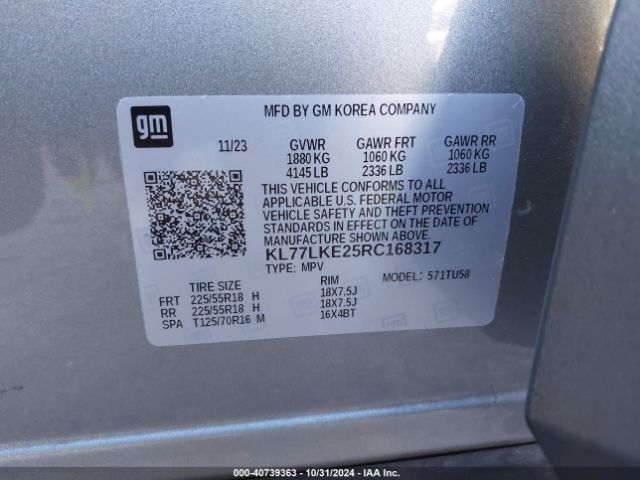 gm
MFD BY GM KOREA COMPANY
11/23 GVWR GAWR FRT GAWR RR
1880 KG 1060 KG 1060 KG
4145 LB 2336 LB 2336 LB
THIS VEHICLE CONFORMS TO ALL
APPLICABLE U.S. FEDERAL MOTOR
VEHICLE SAFETY AND THEFT PREVENTION
STANDARDS IN EFFECT ON THE DATE OF
MANUFACTURE SHOWN ABOVE.
KL77LKE25RC168317
TYPE: MPV MODEL: 571TU58
TIRE SIZE RIM
FRT 225/55R18 H 18X7.5J
RR 225/55R18 H 18X7.5J
SPA T125/70R16 M 16X4BT
000-40739363 - 10/31/2024 - IAA Inc.